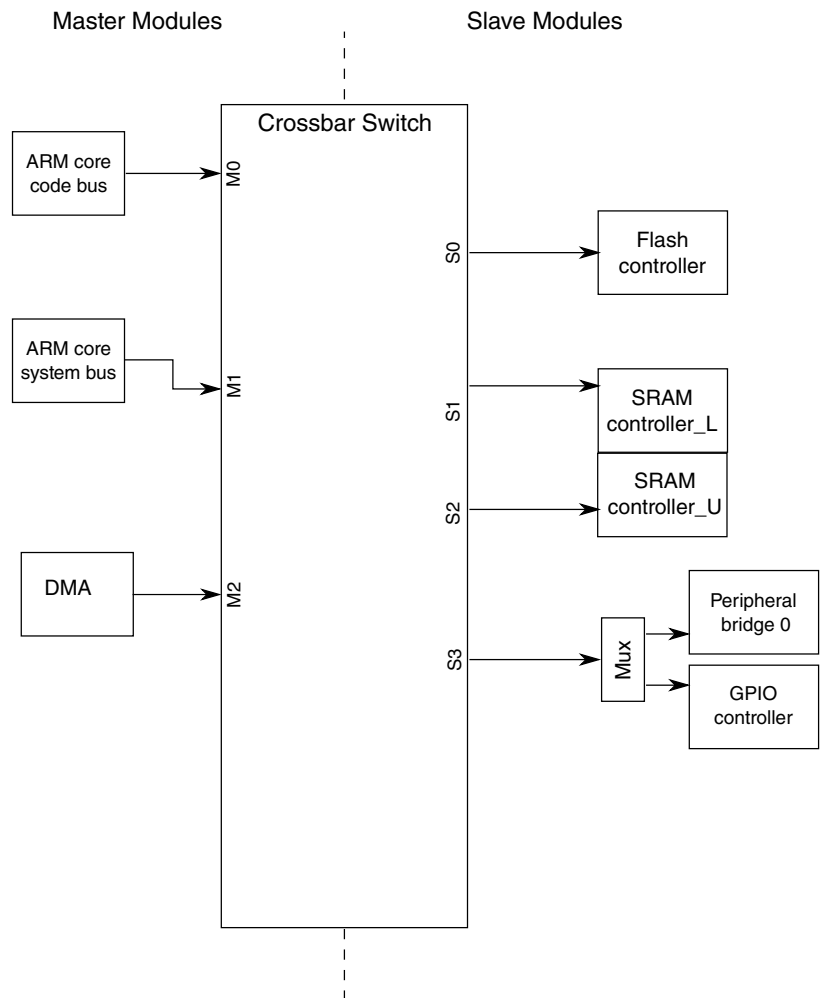 Master Modules
Slave Modules
Crossbar Switch
ARM core
code bus
M0
S0
Flash
controller
ARM core
system bus
M1
S1
SRAM
controller_L
S2
SRAM
controller_U
DMA
M2
S3
Mux
Peripheral
bridge 0
GPIO
controller